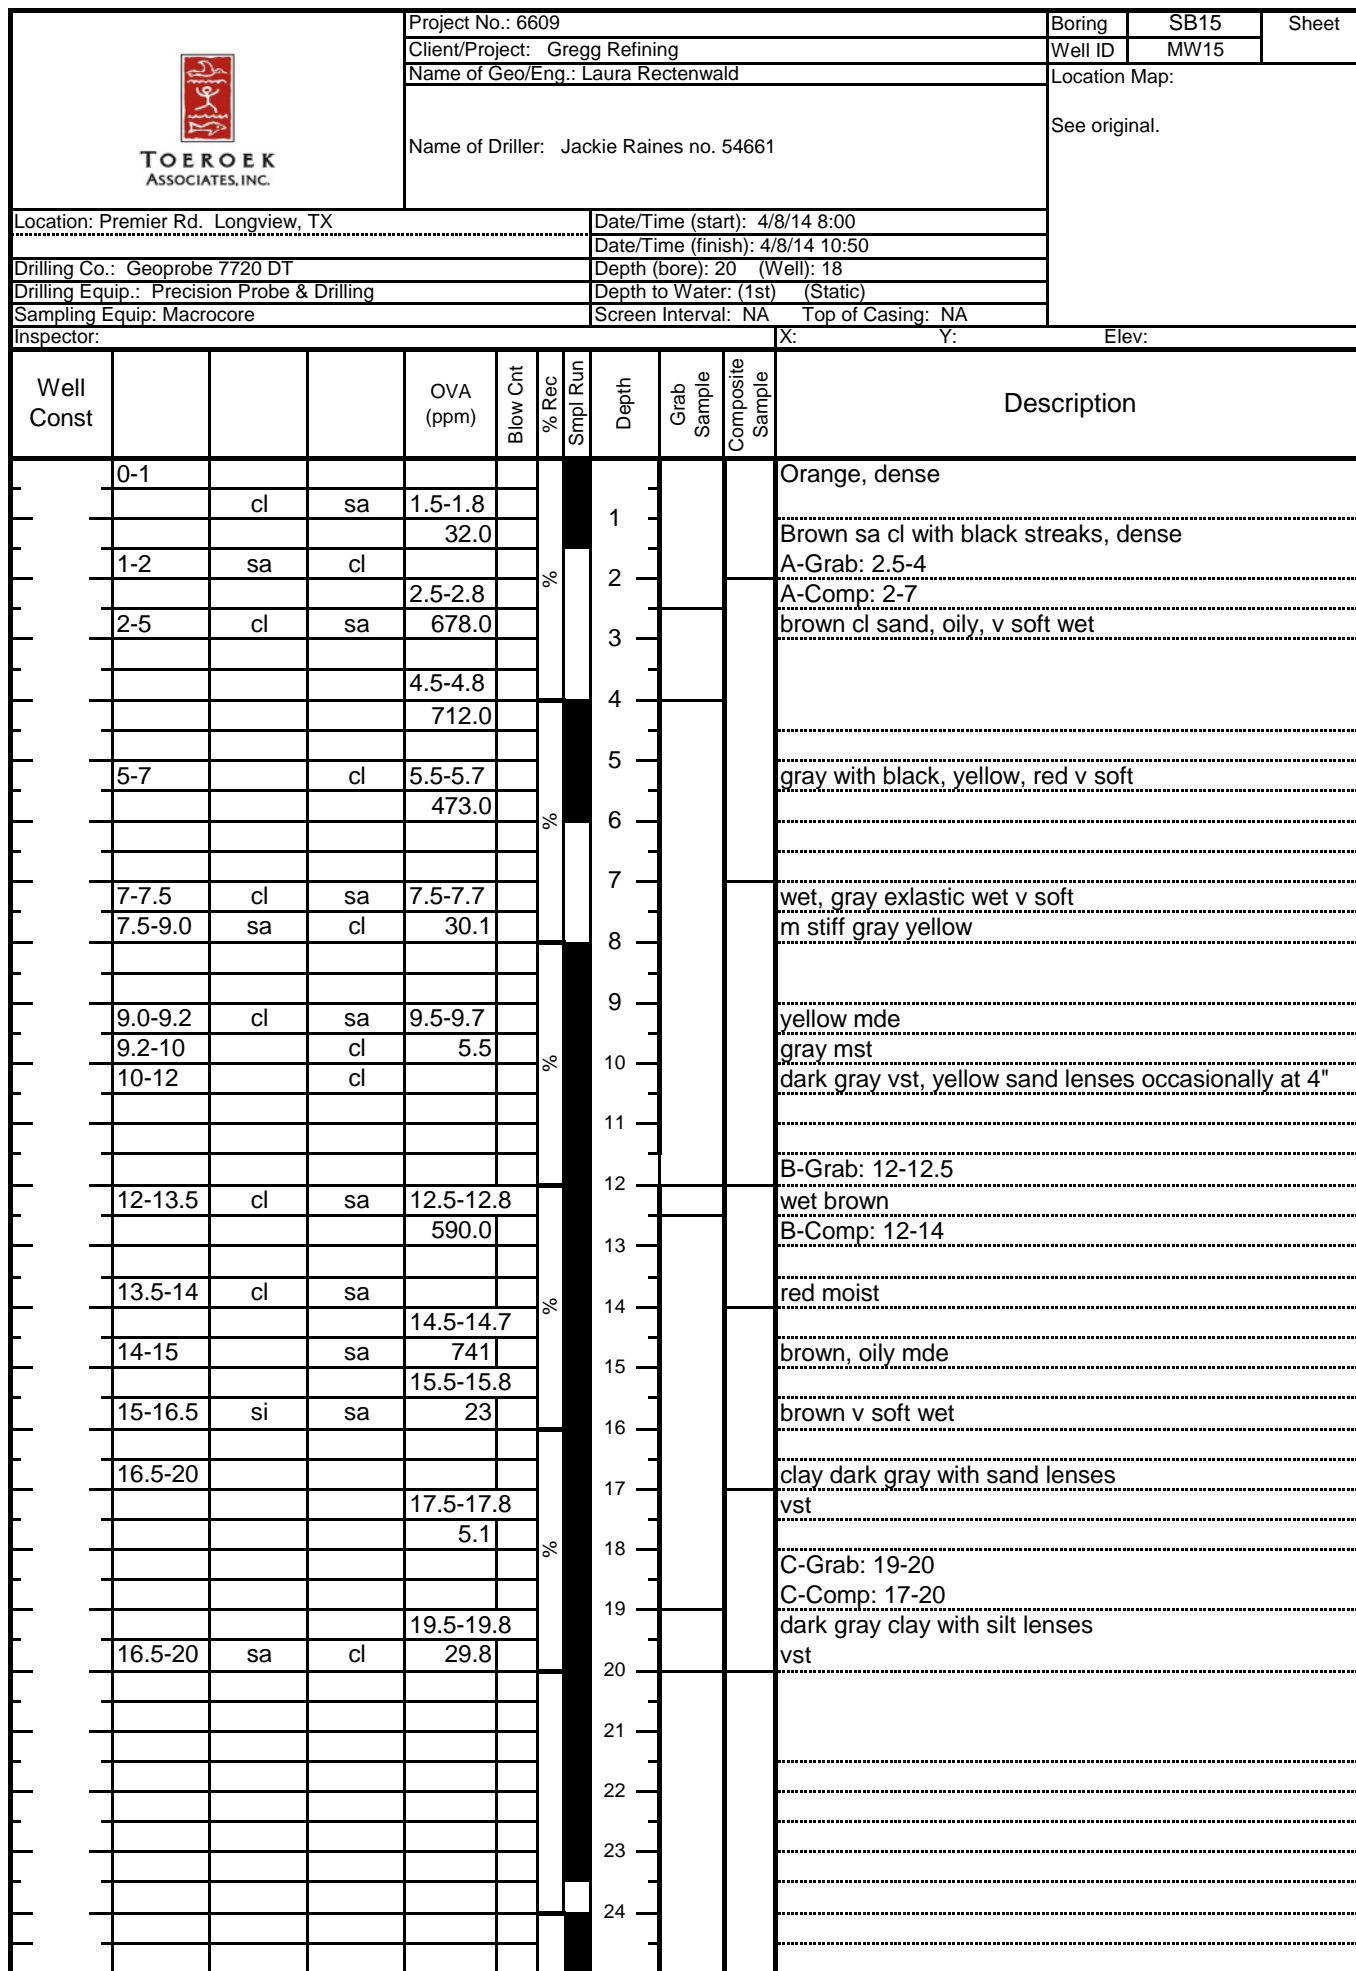 Project No.: 6609
Boring SB15 Sheet
Client/Project: Gregg Refining
Well ID MW15
Name of Geo/Eng.: Laura Rectenwald
Location Map:
See original.
Name of Driller: Jackie Raines no. 54661
TOEROEK
ASSOCIATES, INC.
Location: Premier Rd. Longview, TX
Date/Time (start): 4/8/14 8:00
Date/Time (finish): 4/8/14 10:50
Drilling Co.: Geoprobe 7720 DT
Depth (bore): 20 (Well): 18
Drilling Equip.: Precision Probe & Drilling
Depth to Water: (1st) (Static)
Sampling Equip: Macrocore
Screen Interval: NA Top of Casing: NA
Inspector:
X: Y: Elev:
Well Const OVA (ppm) Blow Cnt % Rec Smpl Run Depth Grab Sample Composite Sample Description
0-1 Orange, dense
cl sa 1.5-1.8
1
32.0 Brown sa cl with black streaks, dense
1-2 sa cl A-Grab: 2.5-4
% 2
2.5-2.8 A-Comp: 2-7
2-5 cl sa 678.0 brown cl sand, oily, v soft wet
3
4.5-4.8
4
712.0
5
5-7 cl 5.5-5.7 gray with black, yellow, red v soft
473.0
% 6
7
7-7.5 cl sa 7.5-7.7 wet, gray exlastic wet v soft
7.5-9.0 sa cl 30.1 m stiff gray yellow
8
9
9.0-9.2 cl sa 9.5-9.7 yellow mde
9.2-10 cl 5.5 gray mst
% 10
10-12 cl dark gray vst, yellow sand lenses occasionally at 4"
11
B-Grab: 12-12.5
12
12-13.5 cl sa 12.5-12.8 wet brown
590.0 B-Comp: 12-14
13
13.5-14 cl sa red moist
% 14
14.5-14.7
14-15 sa 741 brown, oily mde
15
15.5-15.8
15-16.5 si sa 23 brown v soft wet
16
16.5-20 clay dark gray with sand lenses
17
17.5-17.8 vst
5.1
% 18
C-Grab: 19-20
C-Comp: 17-20
19
19.5-19.8 dark gray clay with silt lenses
16.5-20 sa cl 29.8 vst
20
21
22
23
24